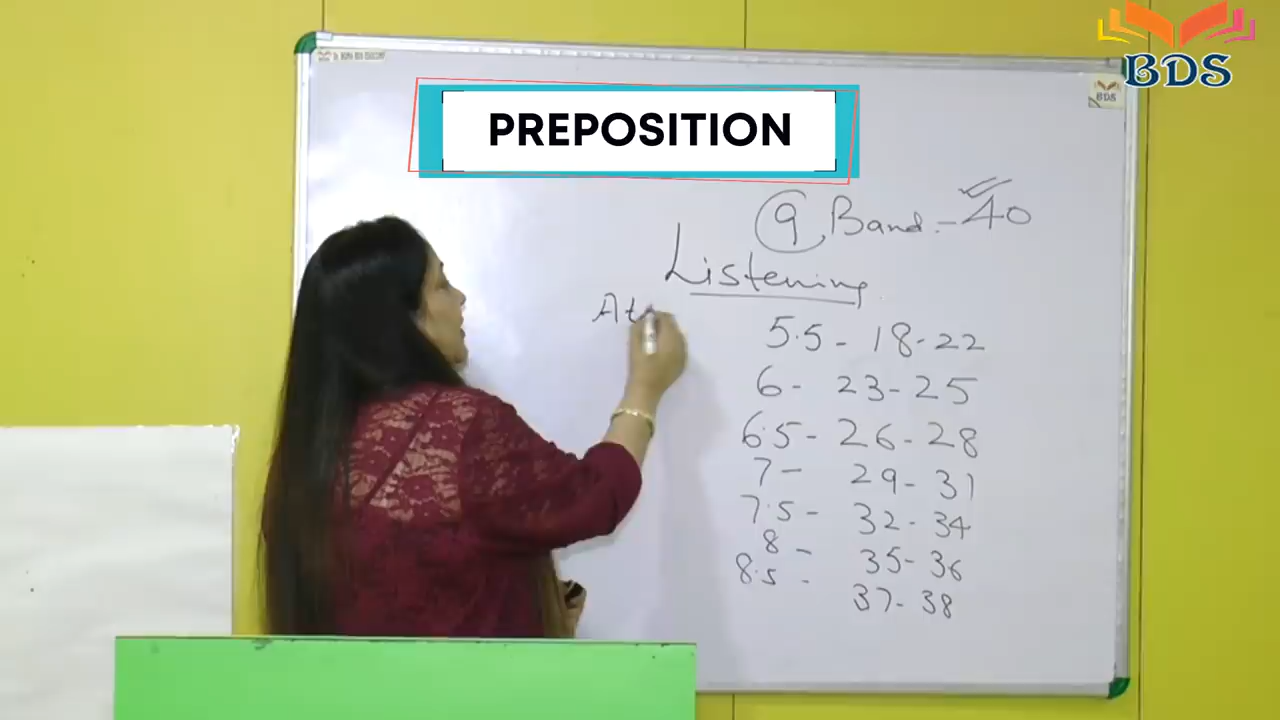 BDS
BDS
PREPOSITION
9 Band - 40
Listening
At
5.5 - 18-22
6 - 23-25
6.5 - 26-28
7 - 29-31
7.5 - 32-34
8 - 35-36
8.5 - 37-38